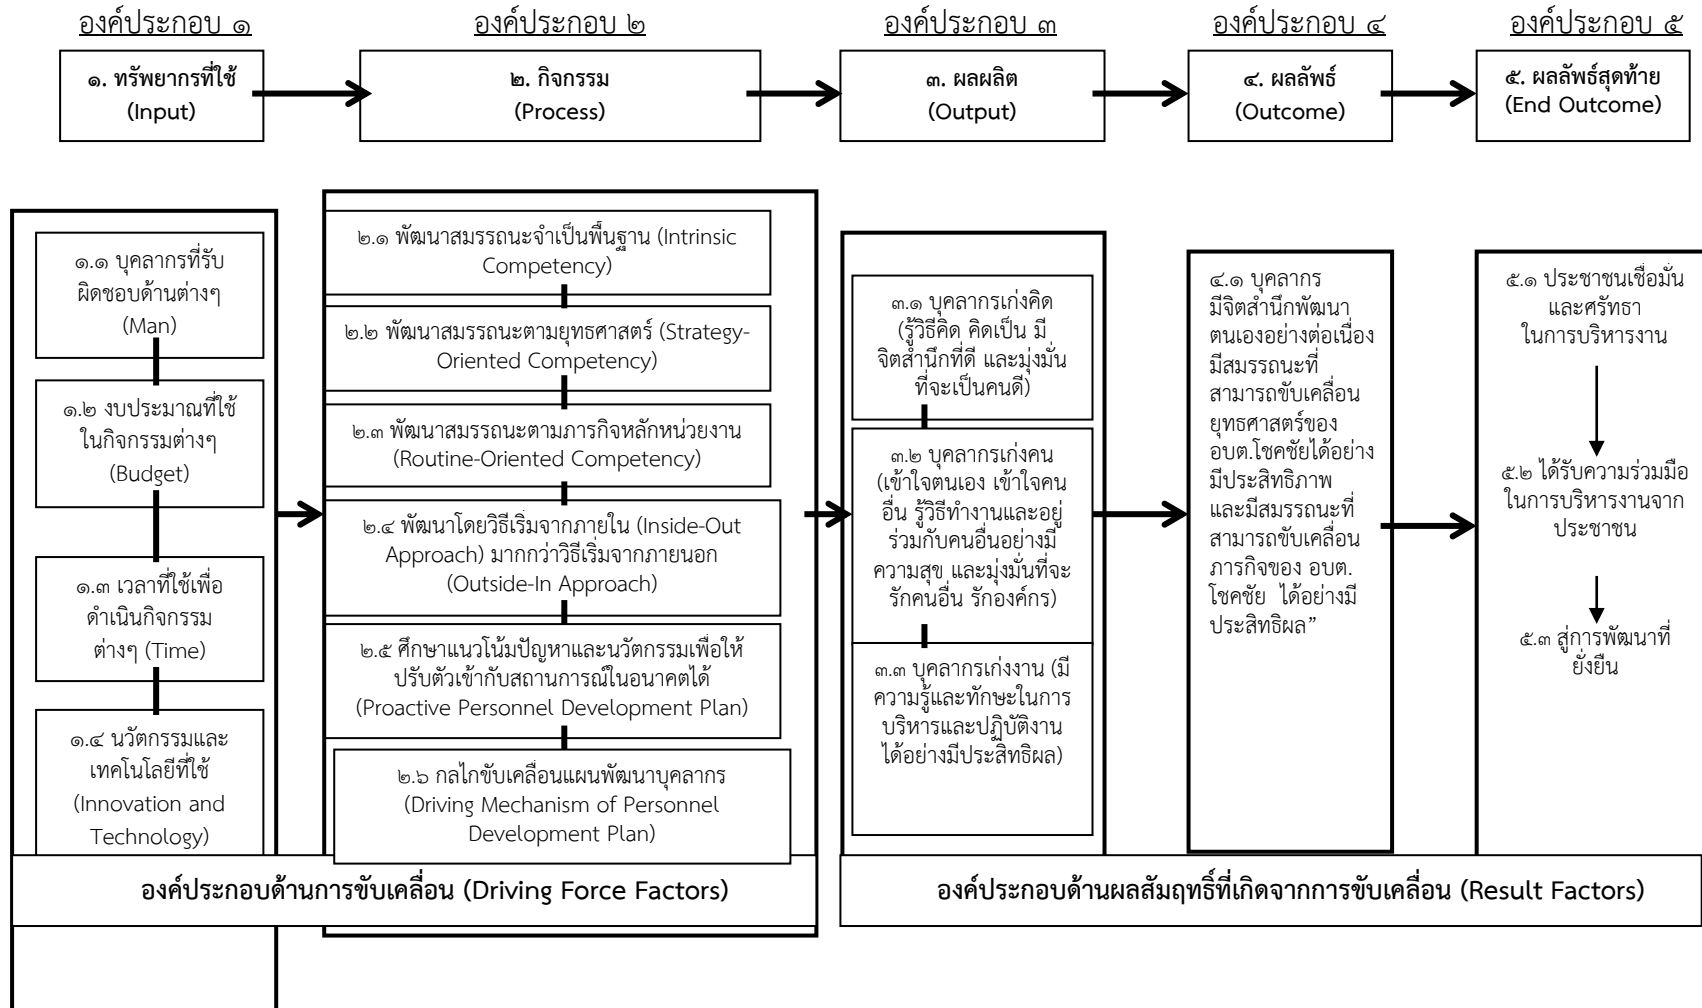 องค์ประกอบ ๑
องค์ประกอบ ๒
องค์ประกอบ ๓
องค์ประกอบ ๔
องค์ประกอบ ๕
๑. ทรัพยากรที่ใช้
(Input)
๒. กิจกรรม
(Process)
๓. ผลผลิต
(Output)
๔. ผลลัพธ์
(Outcome)
๕. ผลลัพธ์สุดท้าย
(End Outcome)
๑.๑ บุคลากรที่รับ
ผิดชอบด้านต่างๆ
(Man)
๑.๒ งบประมาณที่ใช้
ในกิจกรรมต่างๆ
(Budget)
๑.๓ เวลาที่ใช้เพื่อ
ดำเนินกิจกรรม
ต่างๆ (Time)
๑.๔ นวัตกรรมและ
เทคโนโลยีที่ใช้
(Innovation and
Technology)
๒.๑ พัฒนาสมรรถนะจำเป็นพื้นฐาน (Intrinsic
Competency)
๒.๒ พัฒนาสมรรถนะตามยุทธศาสตร์ (Strategy-
Oriented Competency)
๒.๓ พัฒนาสมรรถนะตามภารกิจหลักหน่วยงาน
(Routine-Oriented Competency)
๒.๔ พัฒนาโดยวิธีเริ่มจากภายใน (Inside-Out
Approach) มากกว่าวิธีเริ่มจากภายนอก
(Outside-In Approach)
๒.๕ ศึกษาแนวโน้มปัญหาและนวัตกรรมเพื่อให้
ปรับตัวเข้ากับสถานการณ์ในอนาคตได้
(Proactive Personnel Development Plan)
๒.๖ กลไกขับเคลื่อนแผนพัฒนาบุคลากร
(Driving Mechanism of Personnel
Development Plan)
๓.๑ บุคลากรเก่งคิด
(รู้วิธีคิด คิดเป็น มี
จิตสำนึกที่ดี และมุ่งมั่น
ที่จะเป็นคนดี)
๓.๒ บุคลากรเก่งคน
(เข้าใจตนเอง เข้าใจคน
อื่น รู้วิธีทำงานและอยู่
ร่วมกับคนอื่นอย่างมี
ความสุข และมุ่งมั่นที่จะ
รักคนอื่น รักองค์กร)
๓.๓ บุคลากรเก่งงาน (มี
ความรู้และทักษะในการ
บริหารและปฏิบัติงาน
ได้อย่างมีประสิทธิผล)
๔.๑ บุคลากร
มีจิตสำนึกพัฒนา
ตนเองอย่างต่อเนื่อง
มีสมรรถนะที่
สามารถขับเคลื่อน
ยุทธศาสตร์ของ
อบต.โชคชัยได้อย่าง
มีประสิทธิภาพ
และมีสมรรถนะที่
สามารถขับเคลื่อน
ภารกิจของ อบต.
โชคชัย ได้อย่างมี
ประสิทธิผล”
๕.๑ ประชาชนเชื่อมั่น
และศรัทธา
ในการบริหารงาน
๕.๒ ได้รับความร่วมมือ
ในการบริหารงานจาก
ประชาชน
๕.๓ สู่การพัฒนาที่
ยั่งยืน
องค์ประกอบด้านการขับเคลื่อน (Driving Force Factors)
องค์ประกอบด้านผลสัมฤทธิ์ที่เกิดจากการขับเคลื่อน (Result Factors)